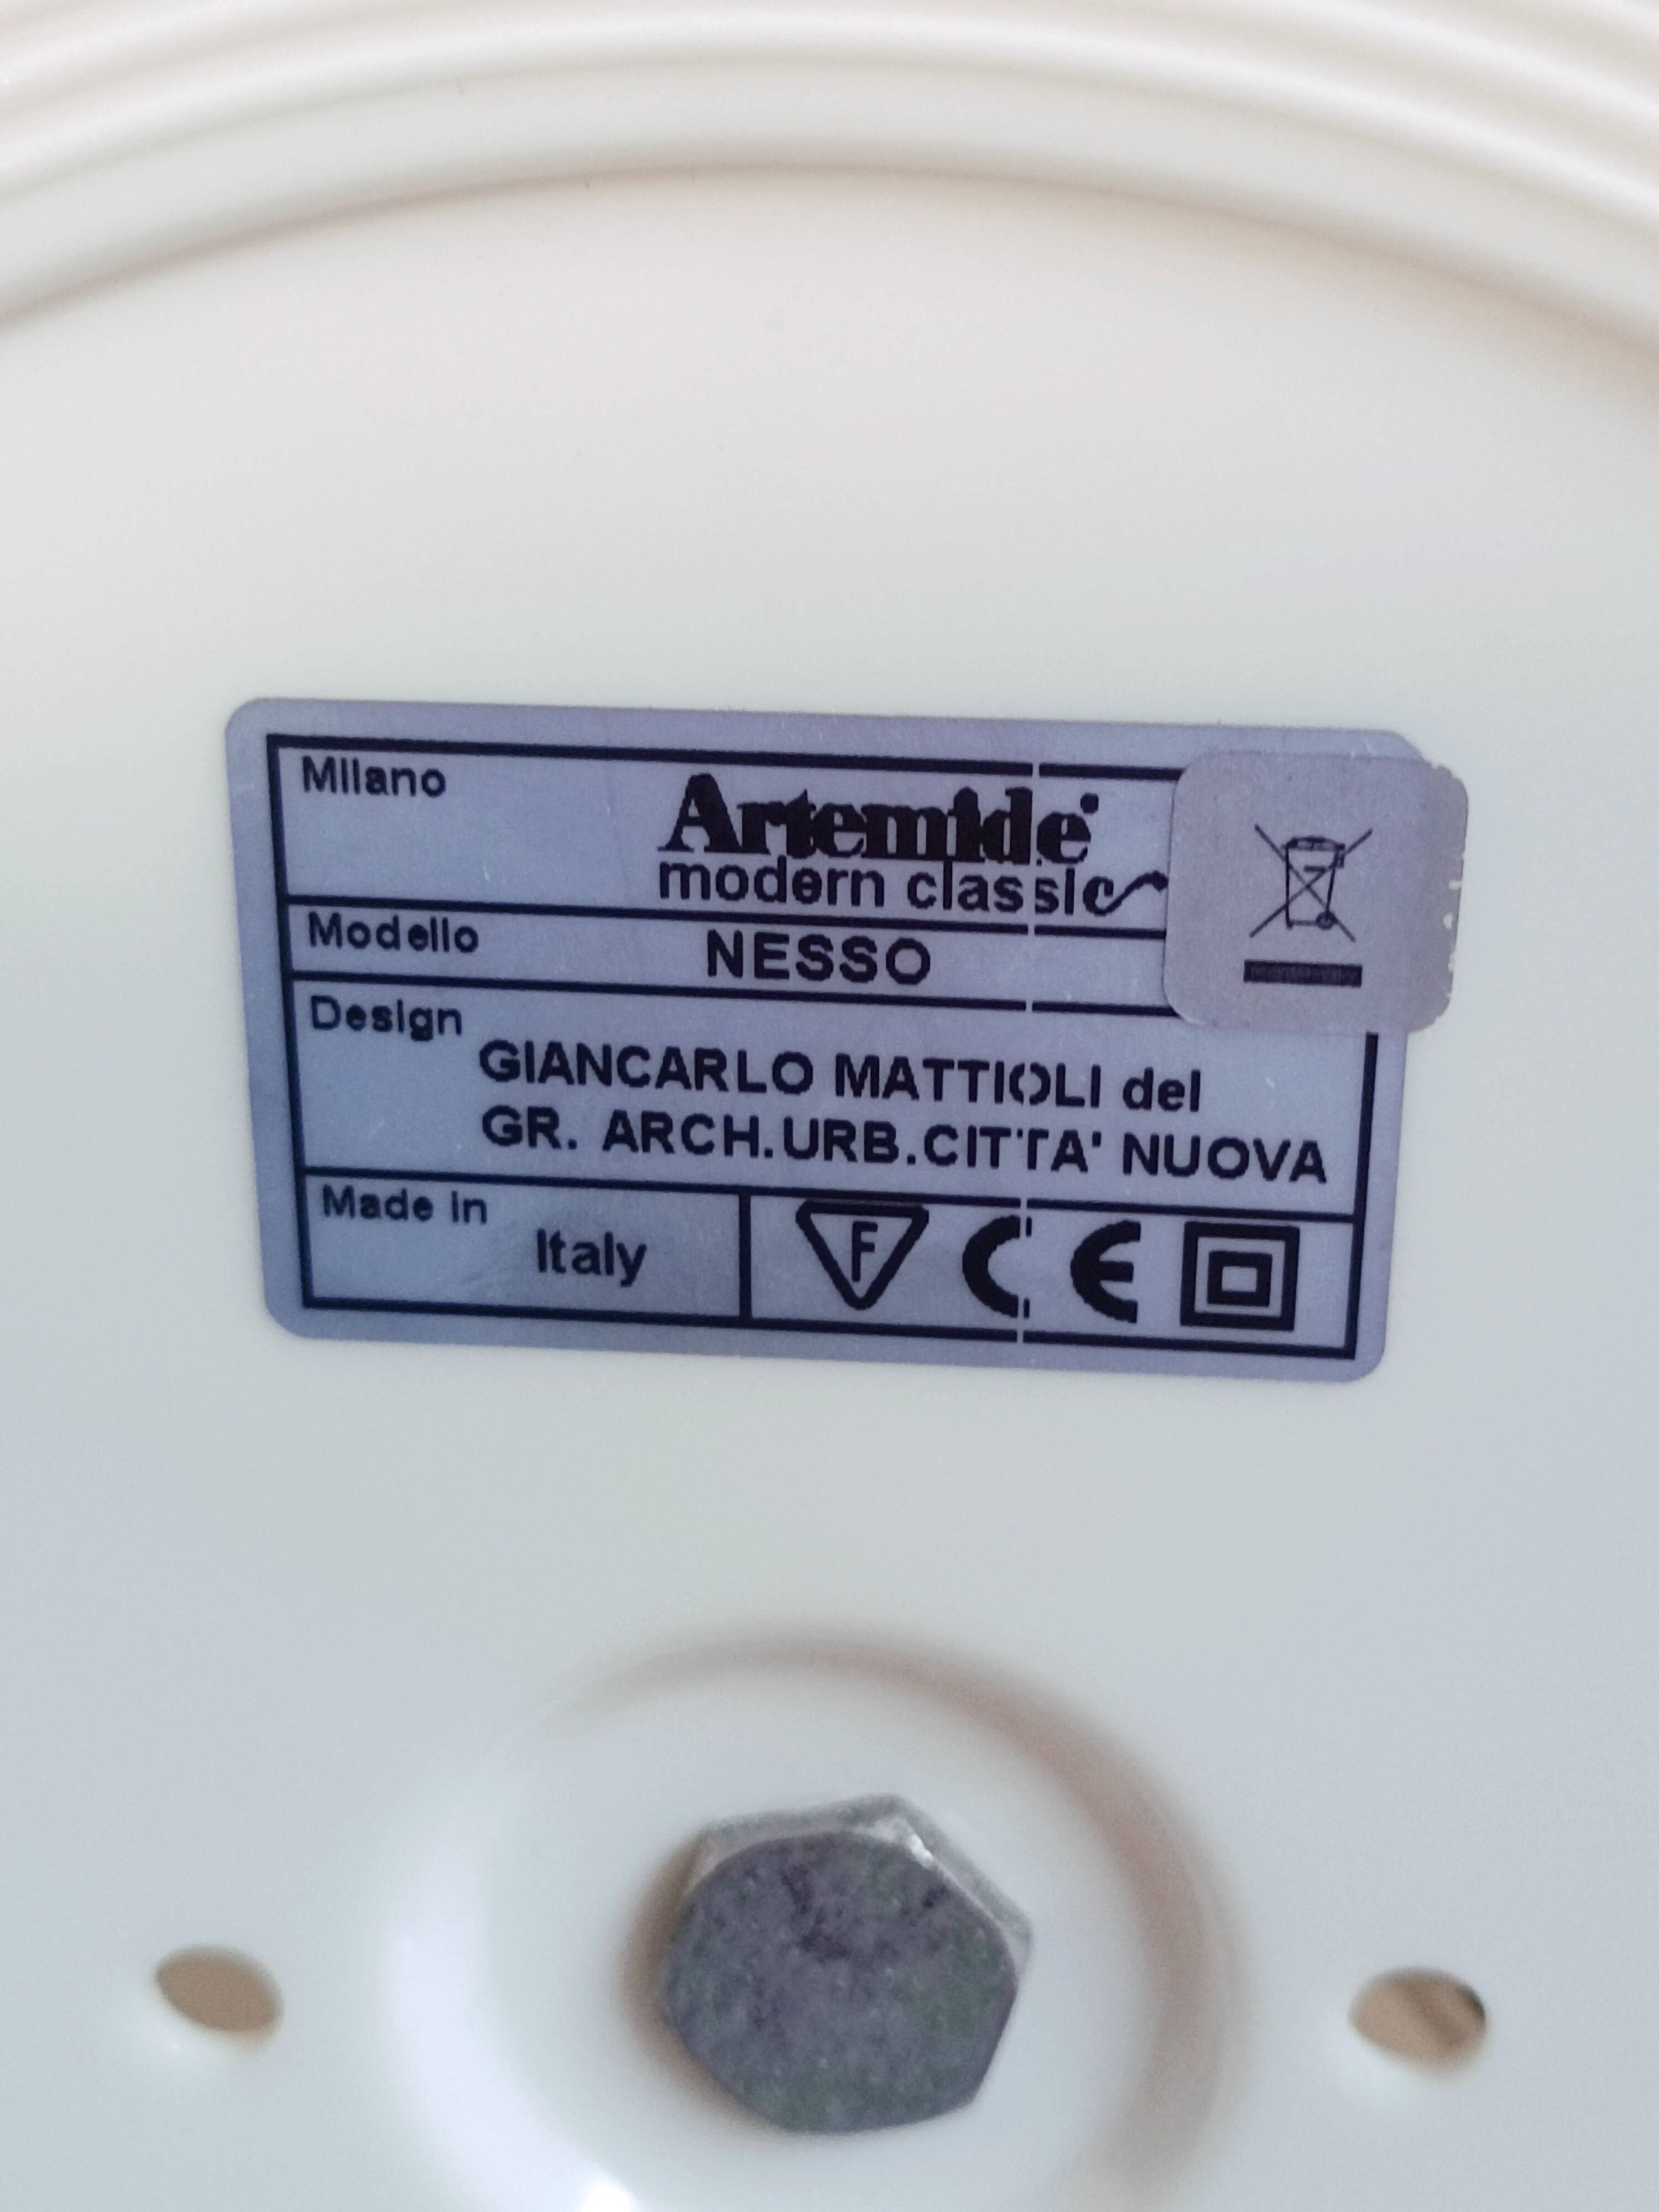 Milano
Artemide®
modern classic
Modello NESSO
Design
GIANCARLO MATTIOLI del
GR. ARCH.URB.CITTA' NUOVA
Made in
Italy
F CE